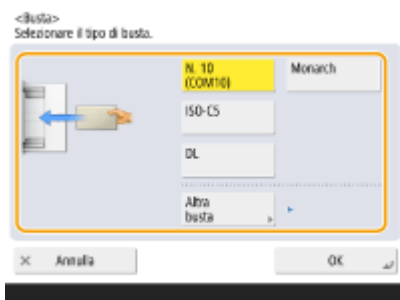 <Busta>
Selezionare il tipo di busta.
N. 10
(COM10)
Monarch
ISO-C5
DL
Altra
busta
Annulla
OK